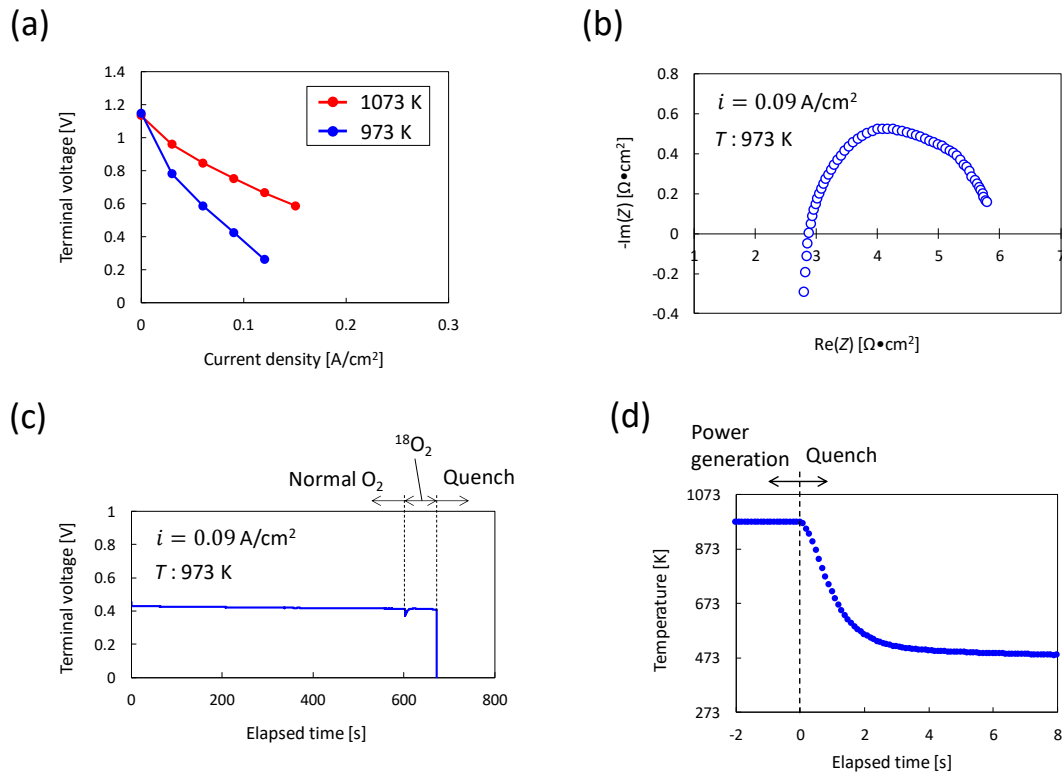 (a)
Terminal voltage [V]
1.4
1.2
1
0.8
0.6
0.4
0.2
0
0
0.1
0.2
0.3
Current density [A/cm²]
1073 K
973 K
(b)
-Im(Z) [Ω•cm²]
0.8
0.6
0.4
0.2
0
-0.2
-0.4
1
2
3
4
5
6
7
Re(Z) [Ω•cm²]
i = 0.09 A/cm²
T : 973 K
(c)
¹⁸O₂
Normal O₂
Quench
Terminal voltage [V]
1
0.8
0.6
0.4
0.2
0
0
200
400
600
800
Elapsed time [s]
i = 0.09 A/cm²
T : 973 K
(d)
Power
generation
Quench
Temperature [K]
1073
873
673
473
273
-2
0
2
4
6
8
Elapsed time [s]